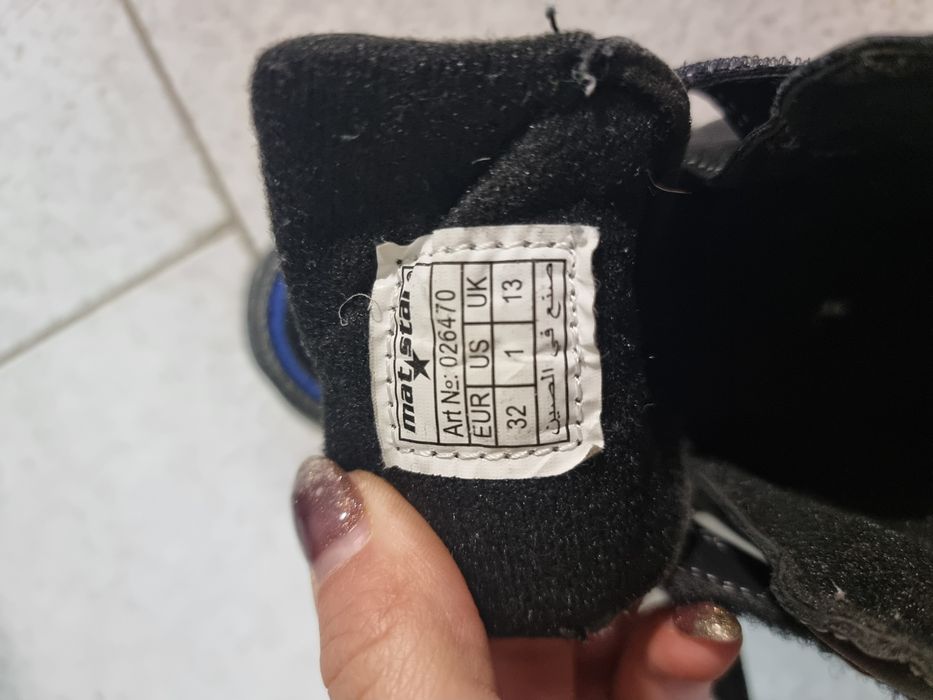 mat★star
Art №: 026470
EUR US UK
32 1 13
صنع في الصين